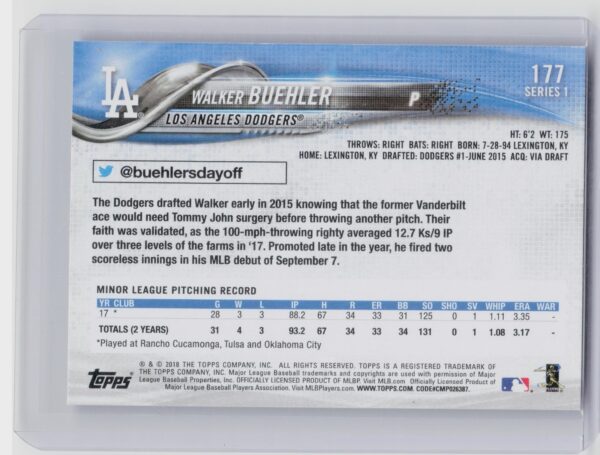 LA
177
SERIES 1
WALKER BUEHLER P
LOS ANGELES DODGERS®
HT: 6'2 WT: 175
THROWS: RIGHT BATS: RIGHT BORN: 7-28-94 LEXINGTON, KY
HOME: LEXINGTON, KY DRAFTED: DODGERS #1-JUNE 2015 ACQ: VIA DRAFT
@buehlersdayoff
The Dodgers drafted Walker early in 2015 knowing that the former Vanderbilt
ace would need Tommy John surgery before throwing another pitch. Their
faith was validated, as the 100-mph-throwing righty averaged 12.7 Ks/9 IP
over three levels of the farms in '17. Promoted late in the year, he fired two
scoreless innings in his MLB debut of September 7.
MINOR LEAGUE PITCHING RECORD
YR CLUB G W L IP H R ER BB SO SHO SV WHIP ERA WAR
17 * 28 3 3 88.2 67 34 33 31 125 0 1 1.11 3.35 -
TOTALS (2 YEARS) 31 4 3 93.2 67 34 33 34 131 0 1 1.08 3.17 -
*Played at Rancho Cucamonga, Tulsa and Oklahoma City
topps
® & © 2018 THE TOPPS COMPANY, INC. ALL RIGHTS RESERVED. TOPPS IS A REGISTERED TRADEMARK OF
THE TOPPS COMPANY, INC. Major League Baseball trademarks and copyrights are used with permission of Major
League Baseball Properties, Inc. OFFICIALLY LICENSED PRODUCT OF MLBP. Visit MLB.com Officially Licensed Product of
Major League Baseball Players Association. Visit MLBPlayers.com. WWW.TOPPS.COM. CODE#CMP026387.